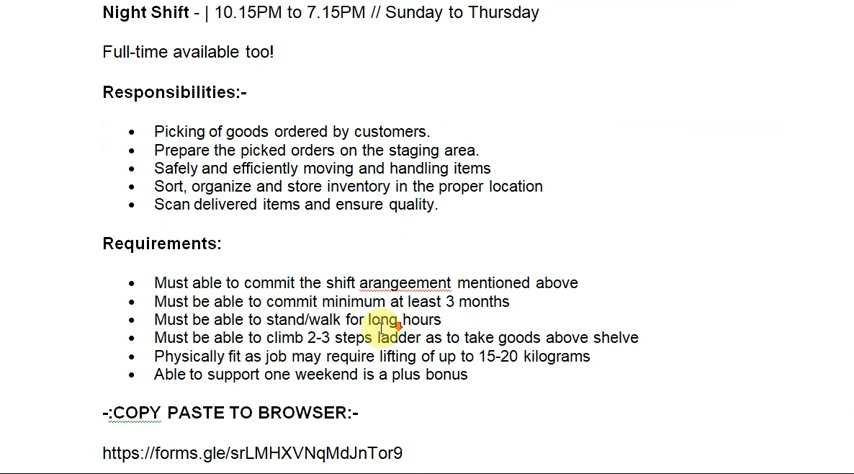 Night Shift - | 10.15PM to 7.15PM // Sunday to Thursday
Full-time available too!
Responsibilities:-
• Picking of goods ordered by customers.
• Prepare the picked orders on the staging area.
• Safely and efficiently moving and handling items
• Sort, organize and store inventory in the proper location
• Scan delivered items and ensure quality.
Requirements:
• Must able to commit the shift arangeement mentioned above
• Must be able to commit minimum at least 3 months
• Must be able to stand/walk for long hours
• Must be able to climb 2-3 steps ladder as to take goods above shelve
• Physically fit as job may require lifting of up to 15-20 kilograms
• Able to support one weekend is a plus bonus
-:COPY PASTE TO BROWSER:-
https://forms.gle/srLMHXVNqMdJnTor9